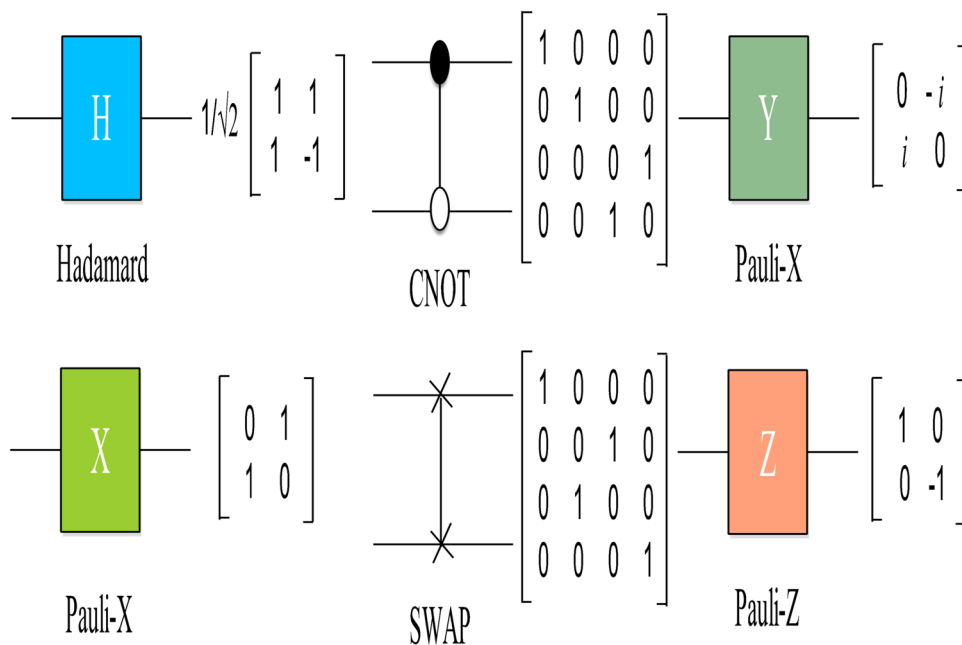 H
1/√2
1 1
1 -1
Hadamard
1 0 0 0
0 1 0 0
0 0 0 1
0 0 1 0
CNOT
Y
0 -i
i 0
Pauli-X
X
0 1
1 0
Pauli-X
1 0 0 0
0 0 1 0
0 1 0 0
0 0 0 1
SWAP
Z
1 0
0 -1
Pauli-Z